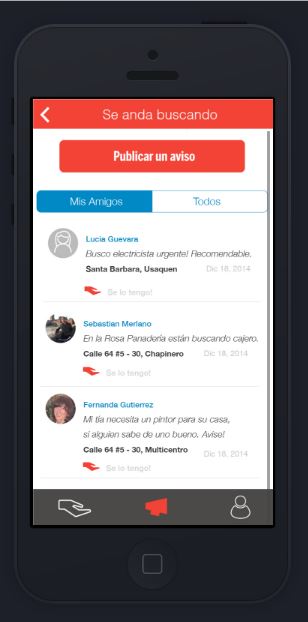 Se anda buscando
Publicar un aviso
Mis Amigos
Todos
Lucia Guevara
Busco electricista urgente! Recomendable.
Santa Barbara, Usaquen
Dic 18, 2014
Se lo tengo!
Sebastian Merlano
En la Rosa Panadería están buscando cajero.
Calle 64 #5 - 30, Chapinero
Dic 18, 2014
Se lo tengo!
Fernanda Gutierrez
Mi tía necesita un pintor para su casa,
si alguien sabe de uno bueno. Avise!
Calle 64 #5 - 30, Multicentro
Dic 18, 2014
Se lo tengo!